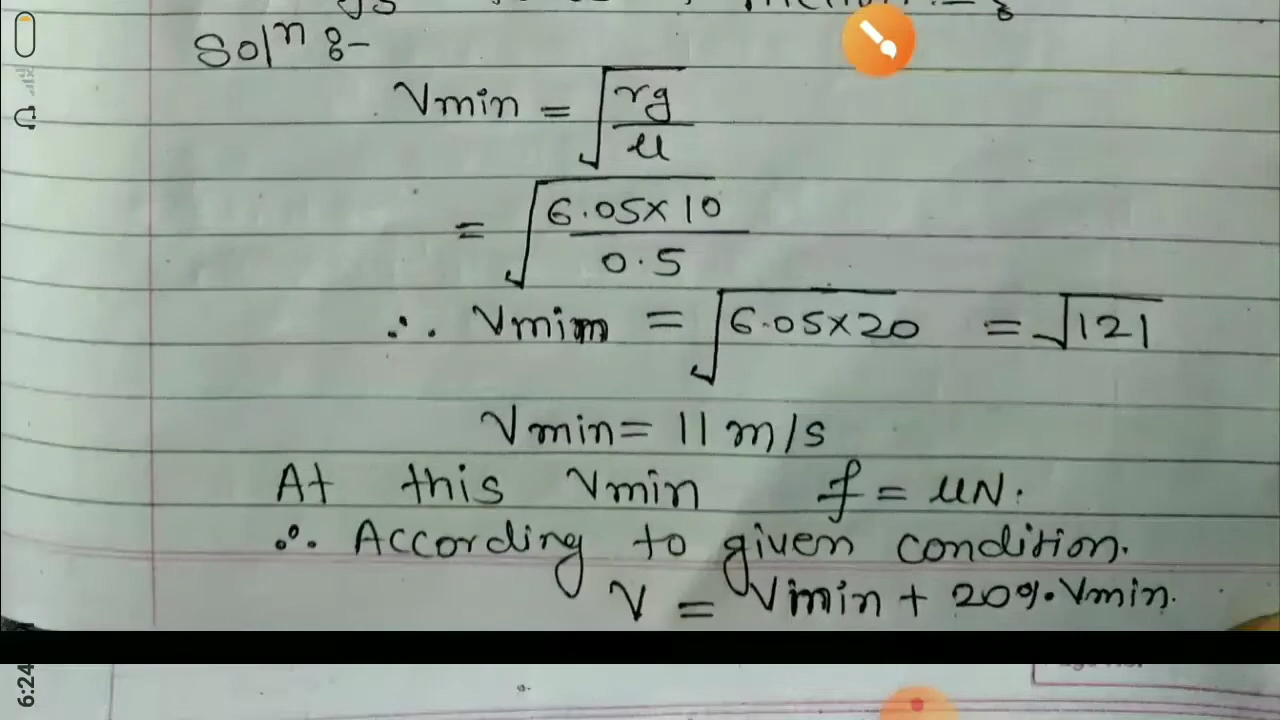 Solⁿ :-
Vmin = √(rg/μ)
= √(6.05×10/0.5)
∴ Vmim = √6.05×20 = √121
Vmin = 11 m/s
At this Vmin f = μN.
∴ According to given condition.
V = Vmin + 20% Vmin.
6:24